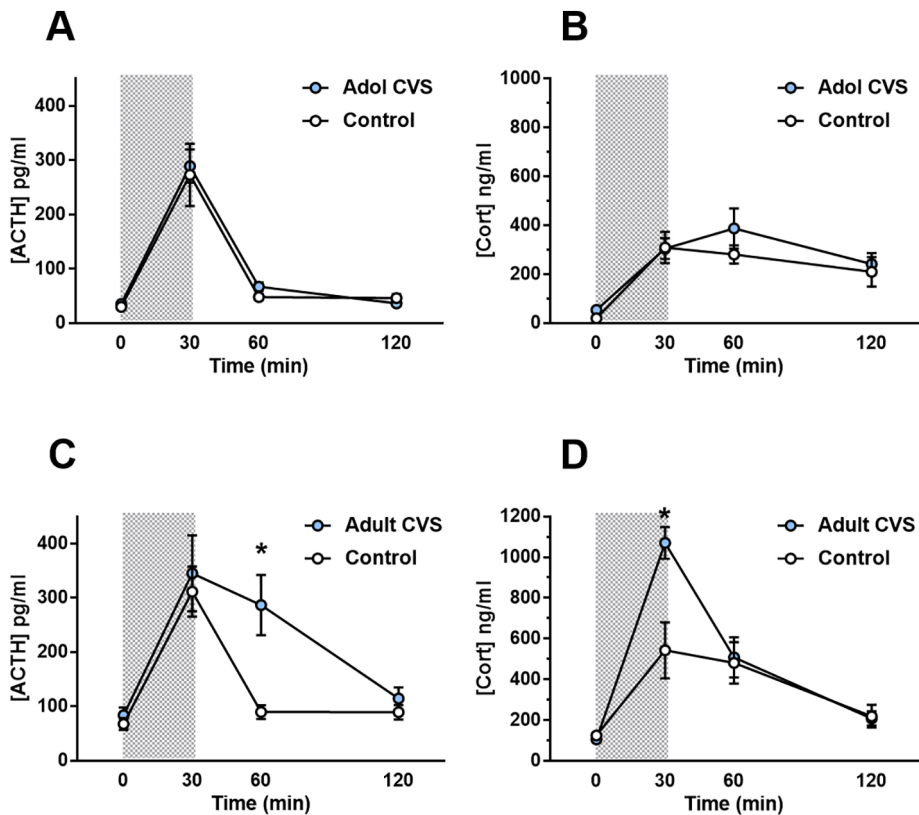 A
Adol CVS
Control
[ACTH] pg/ml
400
300
200
100
0
0 30 60 120
Time (min)
B
Adol CVS
Control
[Cort] ng/ml
1000
800
600
400
200
0
0 30 60 120
Time (min)
C
Adult CVS
Control
*
[ACTH] pg/ml
400
300
200
100
0
0 30 60 120
Time (min)
D
Adult CVS
Control
*
[Cort] ng/ml
1200
1000
800
600
400
200
0
0 30 60 120
Time (min)